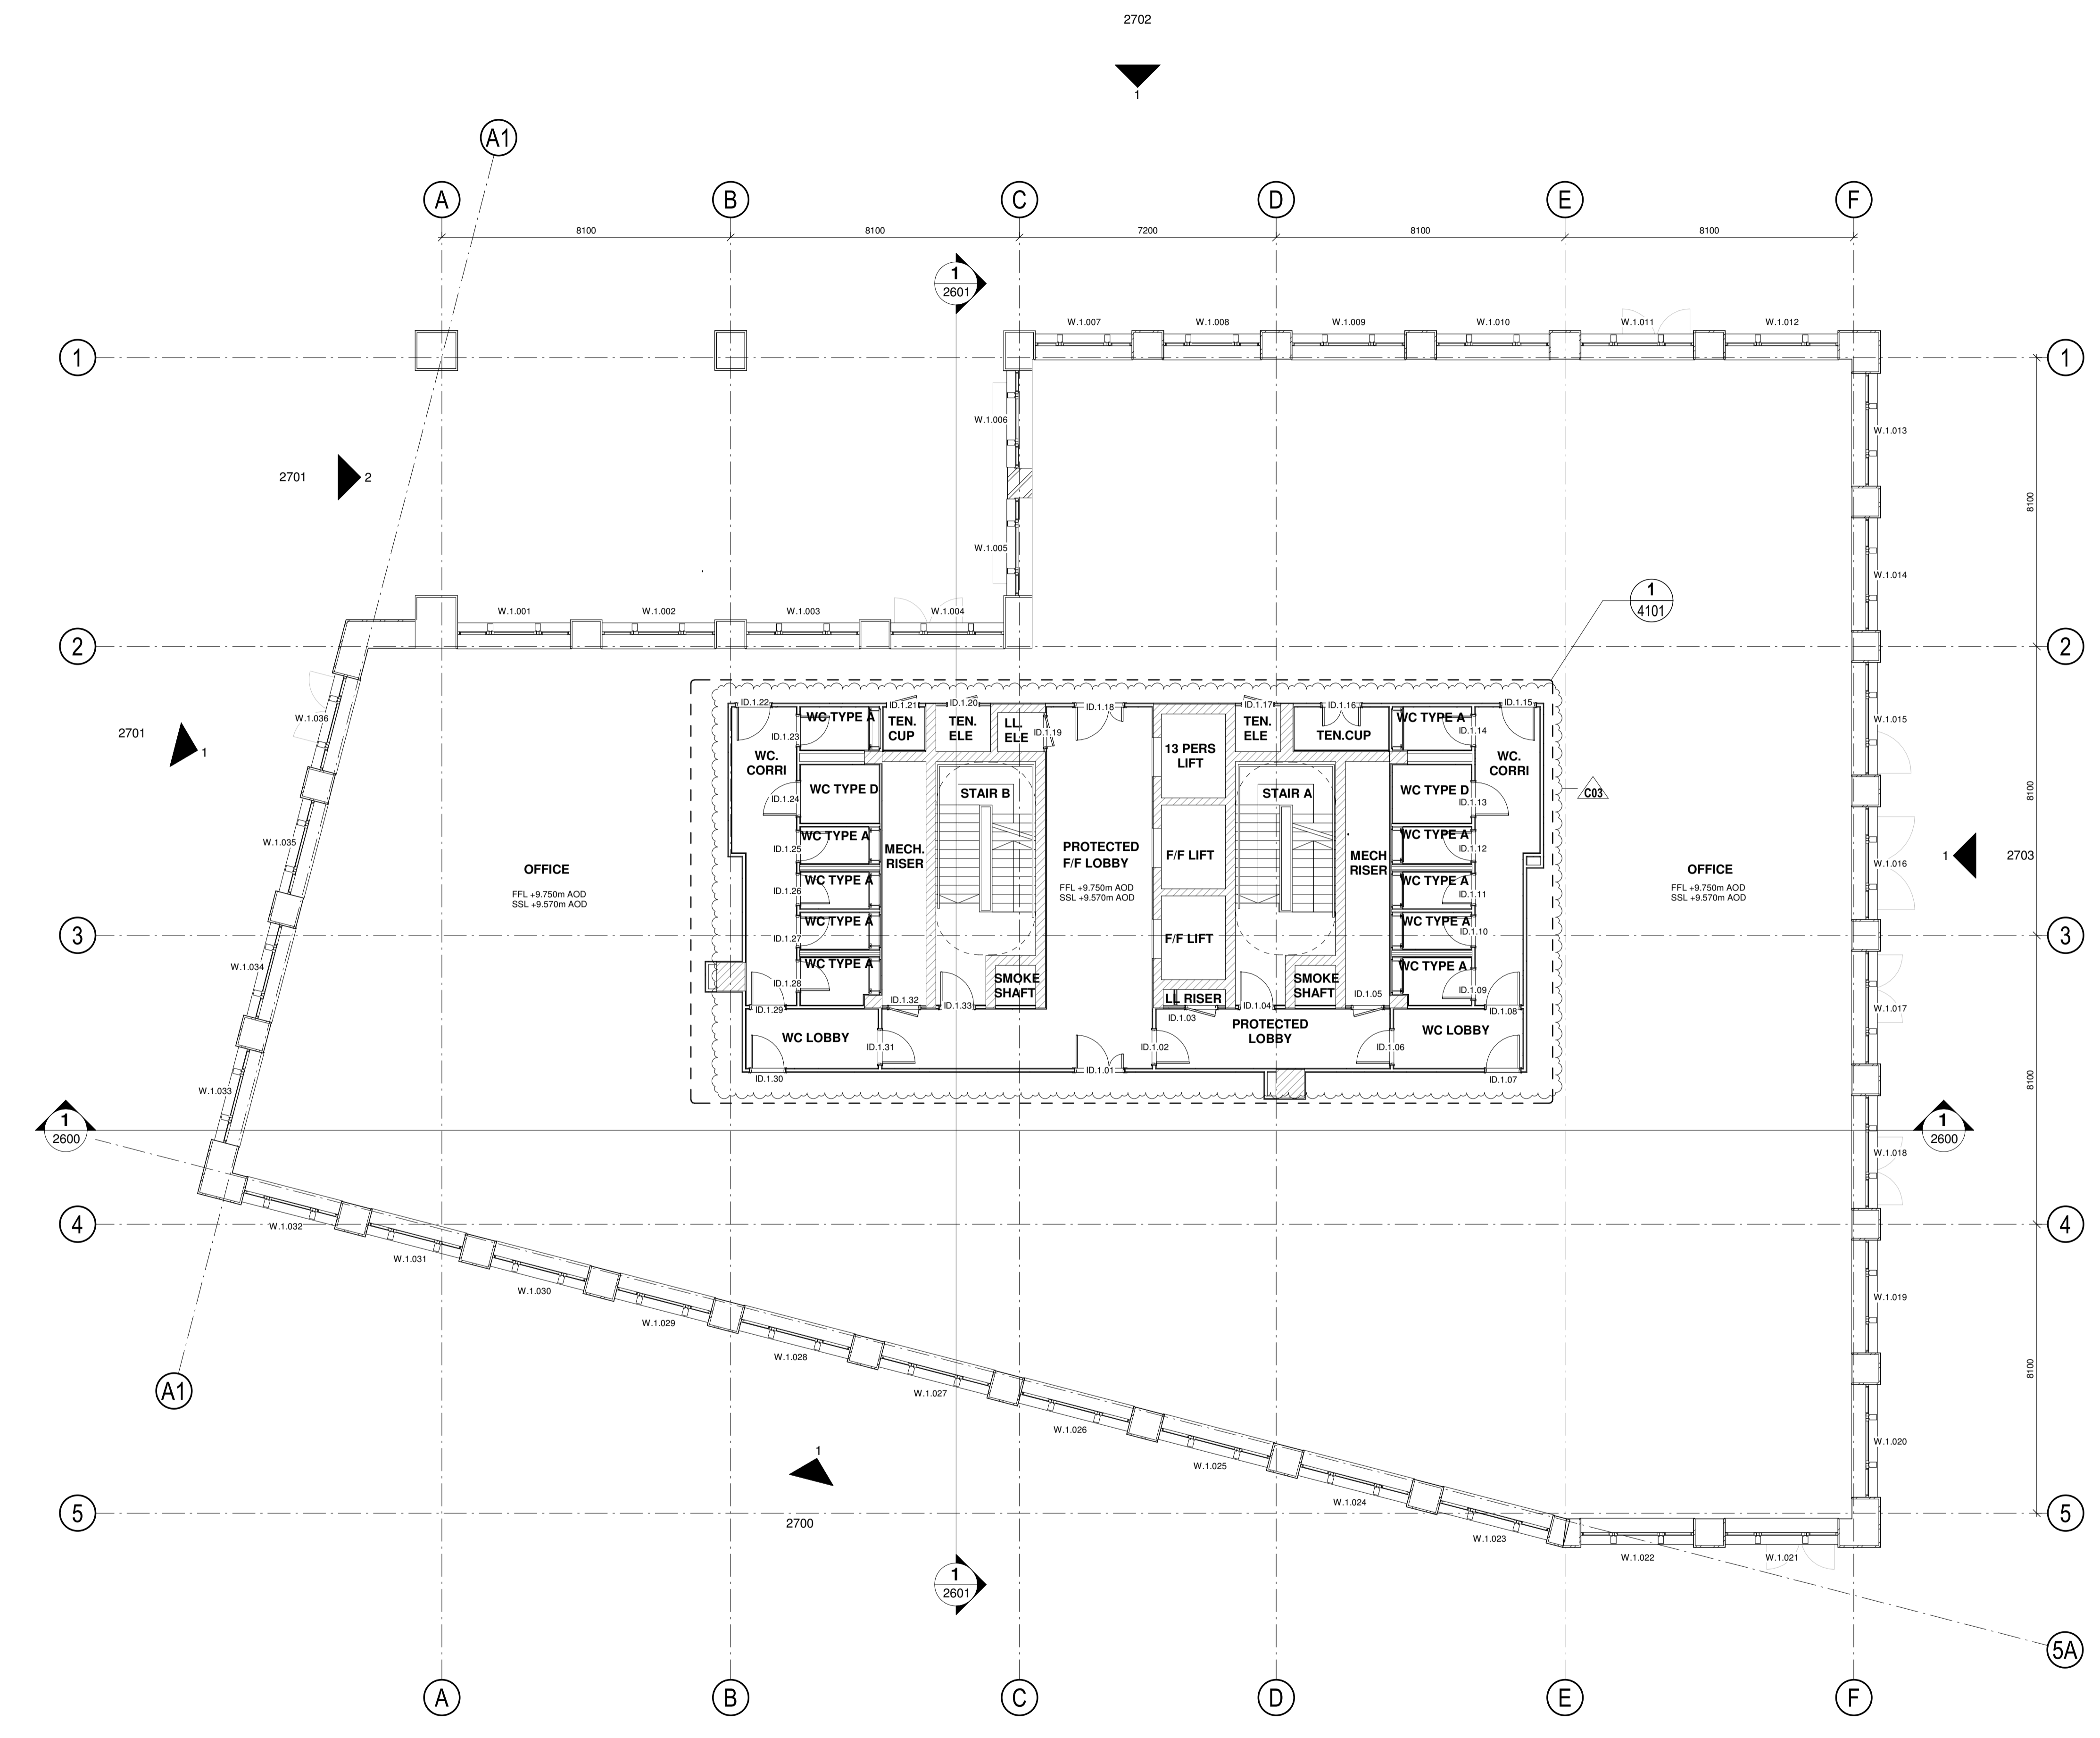 2702
1
A1
A
B
C
D
E
F
8100
8100
7200
8100
8100
1
2601
W.1.007
W.1.008
W.1.009
W.1.010
W.1.011
W.1.012
1
1
W.1.006
W.1.013
2701
2
8100
W.1.005
W.1.014
1
4101
W.1.001
W.1.002
W.1.003
W.1.004
2
2
ID.1.22
ID.1.21
ID.1.20
ID.1.18
ID.1.17
ID.1.16
ID.1.15
W.1.036
W.1.015
2701
1
ID.1.23
WC TYPE A
TEN.
CUP
TEN.
ELE
LL.
ELE
ID.1.19
TEN.
ELE
TEN.CUP
WC TYPE A
ID.1.14
WC.
CORRI
13 PERS
LIFT
WC.
CORRI
ID.1.24
WC TYPE D
STAIR B
STAIR A
WC TYPE D
ID.1.13
C03
8100
W.1.035
ID.1.25
WC TYPE A
MECH.
RISER
PROTECTED
F/F LOBBY
FFL +9.750m AOD
SSL +9.570m AOD
F/F LIFT
MECH
RISER
WC TYPE A
ID.1.12
W.1.016
1
2703
OFFICE
FFL +9.750m AOD
SSL +9.570m AOD
OFFICE
FFL +9.750m AOD
SSL +9.570m AOD
ID.1.26
WC TYPE A
WC TYPE A
ID.1.11
3
ID.1.27
WC TYPE A
F/F LIFT
WC TYPE A
ID.1.10
3
W.1.034
ID.1.28
WC TYPE A
SMOKE
SHAFT
SMOKE
SHAFT
WC TYPE A
ID.1.09
ID.1.29
ID.1.32
ID.1.33
LL RISER
ID.1.03
ID.1.04
ID.1.05
ID.1.08
W.1.017
WC LOBBY
ID.1.31
ID.1.02
PROTECTED
LOBBY
ID.1.06
WC LOBBY
ID.1.30
ID.1.01
ID.1.07
8100
W.1.033
1
2600
1
2600
W.1.018
4
4
W.1.032
W.1.031
W.1.030
W.1.029
W.1.028
W.1.027
W.1.026
W.1.025
W.1.024
W.1.023
W.1.022
W.1.021
W.1.019
8100
W.1.020
A1
1
2700
5
5
1
2601
5A
A
B
C
D
E
F